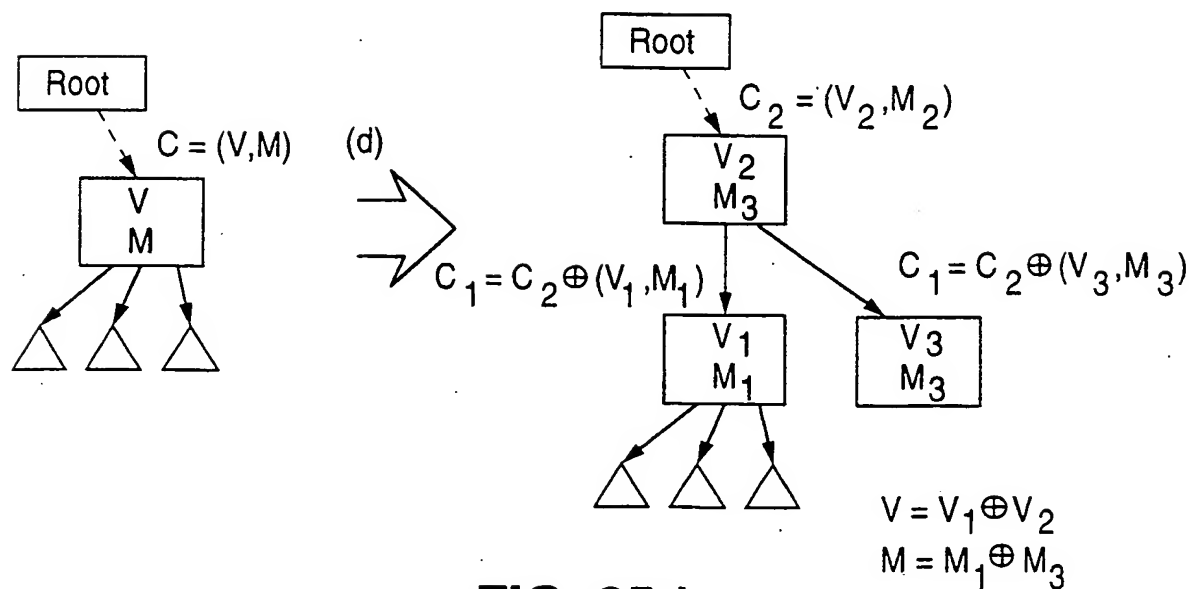 Root
C = (V,M)
V
M
(d)
Root
C₂ = (V₂,M₂)
V₂
M₃
C₁ = C₂ ⊕ (V₁,M₁)
C₁ = C₂ ⊕ (V₃,M₃)
V₁
M₁
V₃
M₃
V = V₁ ⊕ V₂
M = M₁ ⊕ M₃